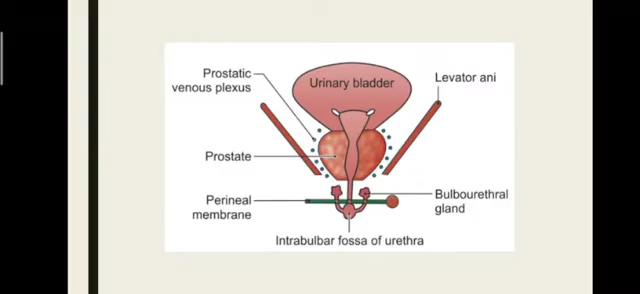 Prostatic
venous plexus
Urinary bladder
Levator ani
Prostate
Perineal
membrane
Bulbourethral
gland
Intrabulbar fossa of urethra